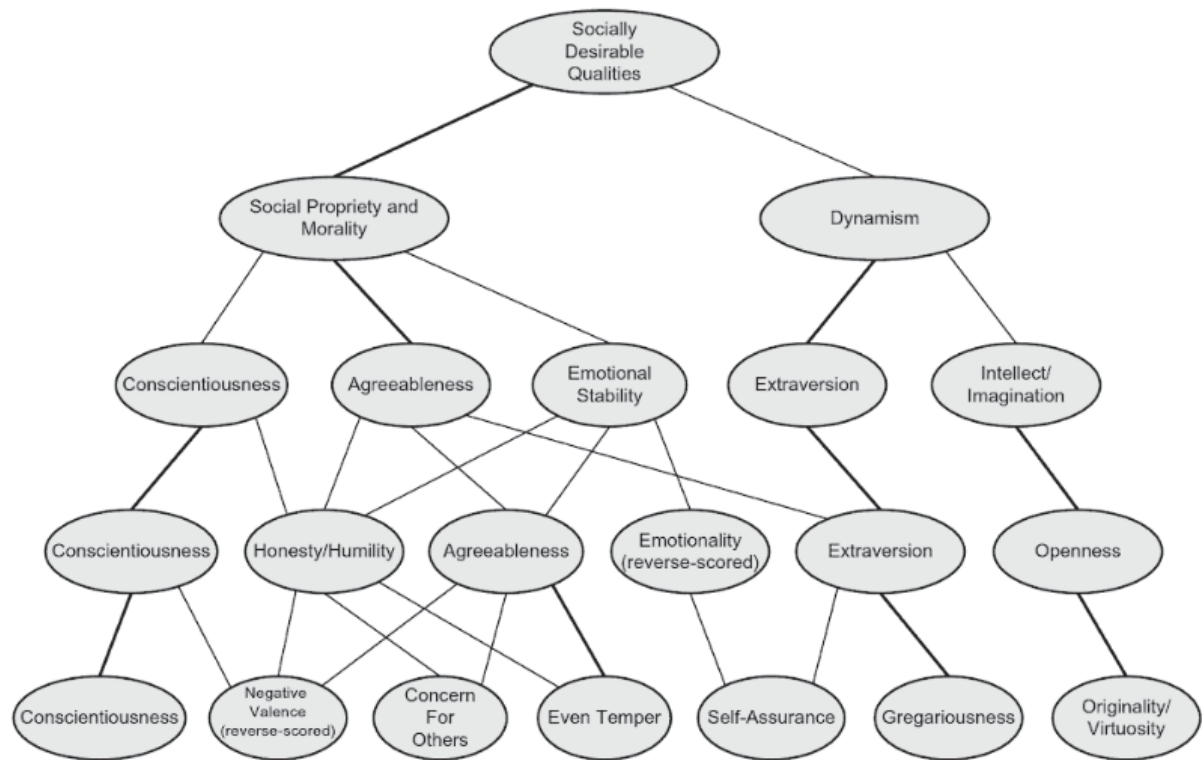 Socially
Desirable
Qualities
Social Propriety and
Morality
Dynamism
Conscientiousness
Agreeableness
Emotional
Stability
Extraversion
Intellect/
Imagination
Conscientiousness
Honesty/Humility
Agreeableness
Emotionality
(reverse-scored)
Extraversion
Openness
Conscientiousness
Negative
Valence
(reverse-scored)
Concern
For
Others
Even Temper
Self-Assurance
Gregariousness
Originality/
Virtuosity